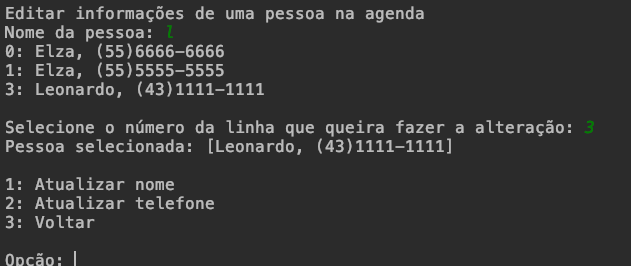 Editar informações de uma pessoa na agenda
Nome da pessoa: l
0: Elza, (55)6666-6666
1: Elza, (55)5555-5555
3: Leonardo, (43)1111-1111
Selecione o número da linha que queira fazer a alteração: 3
Pessoa selecionada: [Leonardo, (43)1111-1111]
1: Atualizar nome
2: Atualizar telefone
3: Voltar
Opção: